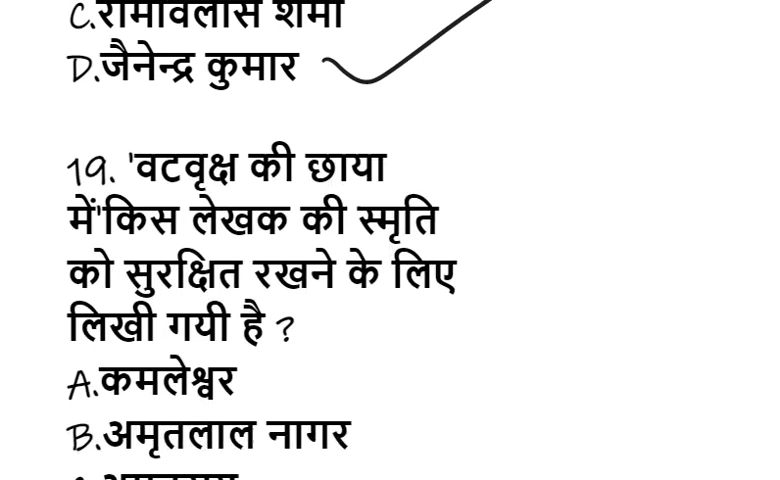 C.रामविलास शर्मा
D.जैनेन्द्र कुमार
19. 'वटवृक्ष की छाया
में'किस लेखक की स्मृति
को सुरक्षित रखने के लिए
लिखी गयी है ?
A.कमलेश्वर
B.अमृतलाल नागर